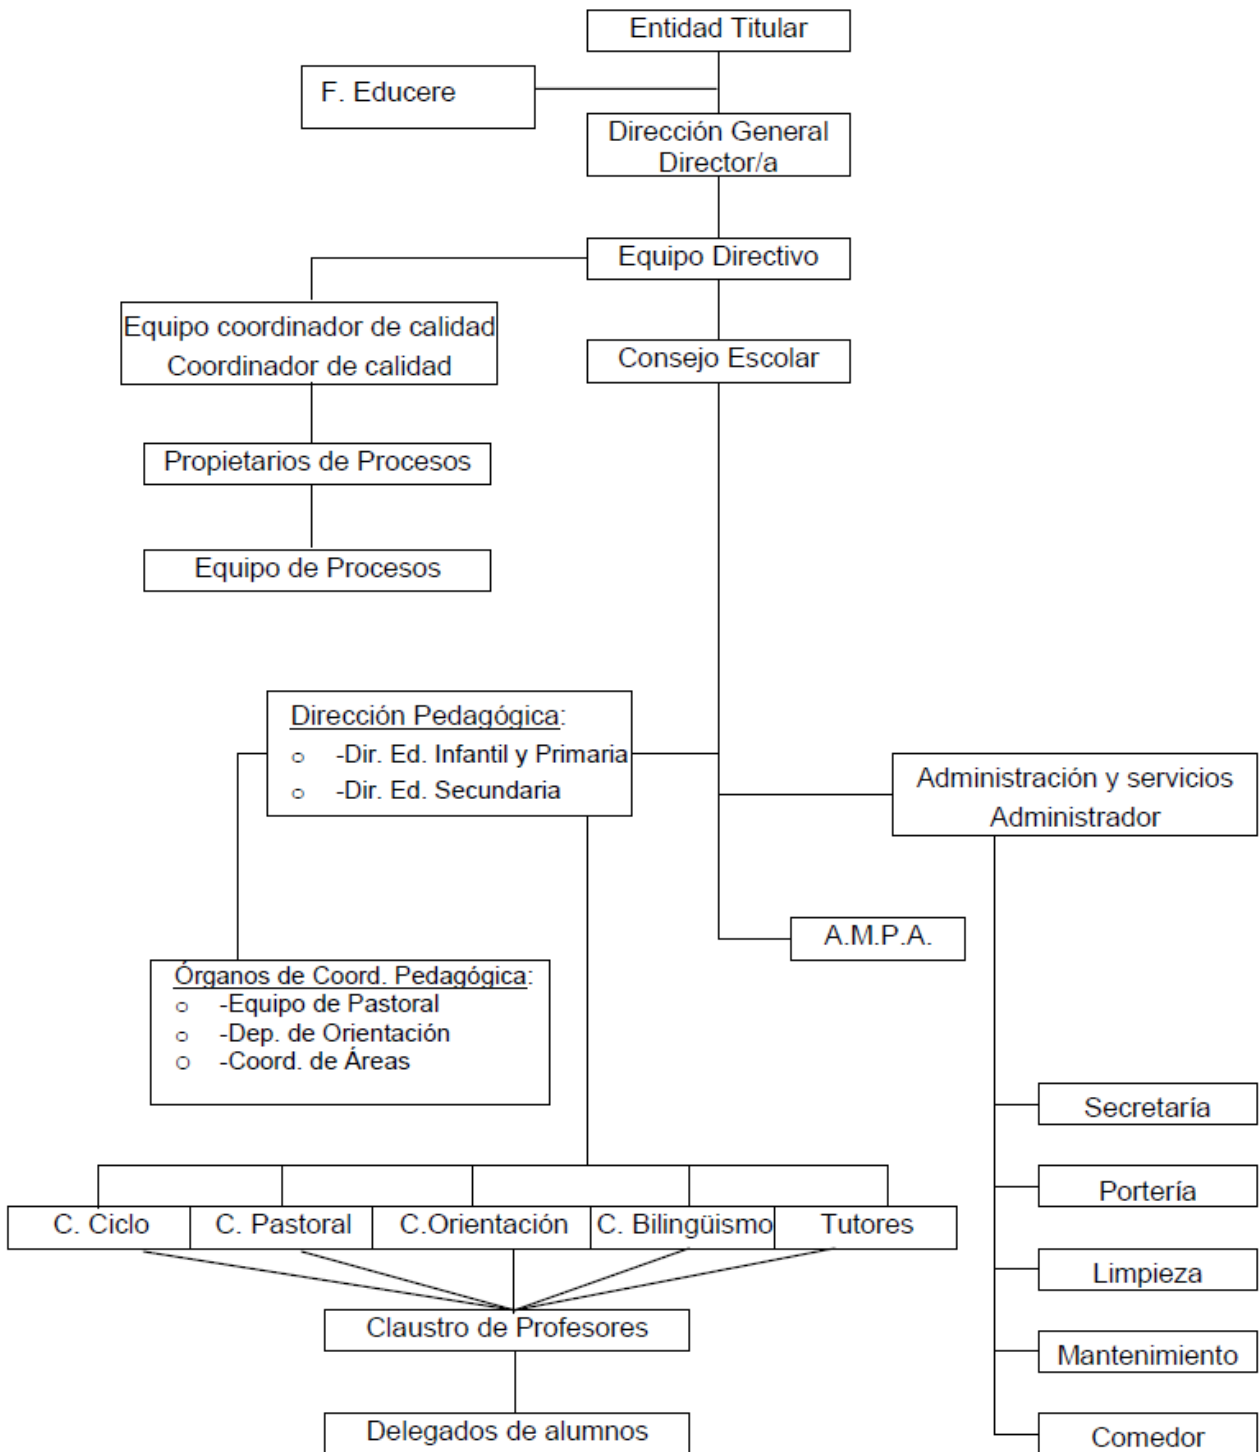 Entidad Titular
F. Educere
Dirección General
Director/a
Equipo Directivo
Equipo coordinador de calidad
Coordinador de calidad
Consejo Escolar
Propietarios de Procesos
Equipo de Procesos
Dirección Pedagógica:
o -Dir. Ed. Infantil y Primaria
o -Dir. Ed. Secundaria
Administración y servicios
Administrador
A.M.P.A.
Órganos de Coord. Pedagógica:
o -Equipo de Pastoral
o -Dep. de Orientación
o -Coord. de Áreas
Secretaría
Portería
Limpieza
Mantenimiento
Comedor
C. Ciclo
C. Pastoral
C.Orientación
C. Bilingüismo
Tutores
Claustro de Profesores
Delegados de alumnos